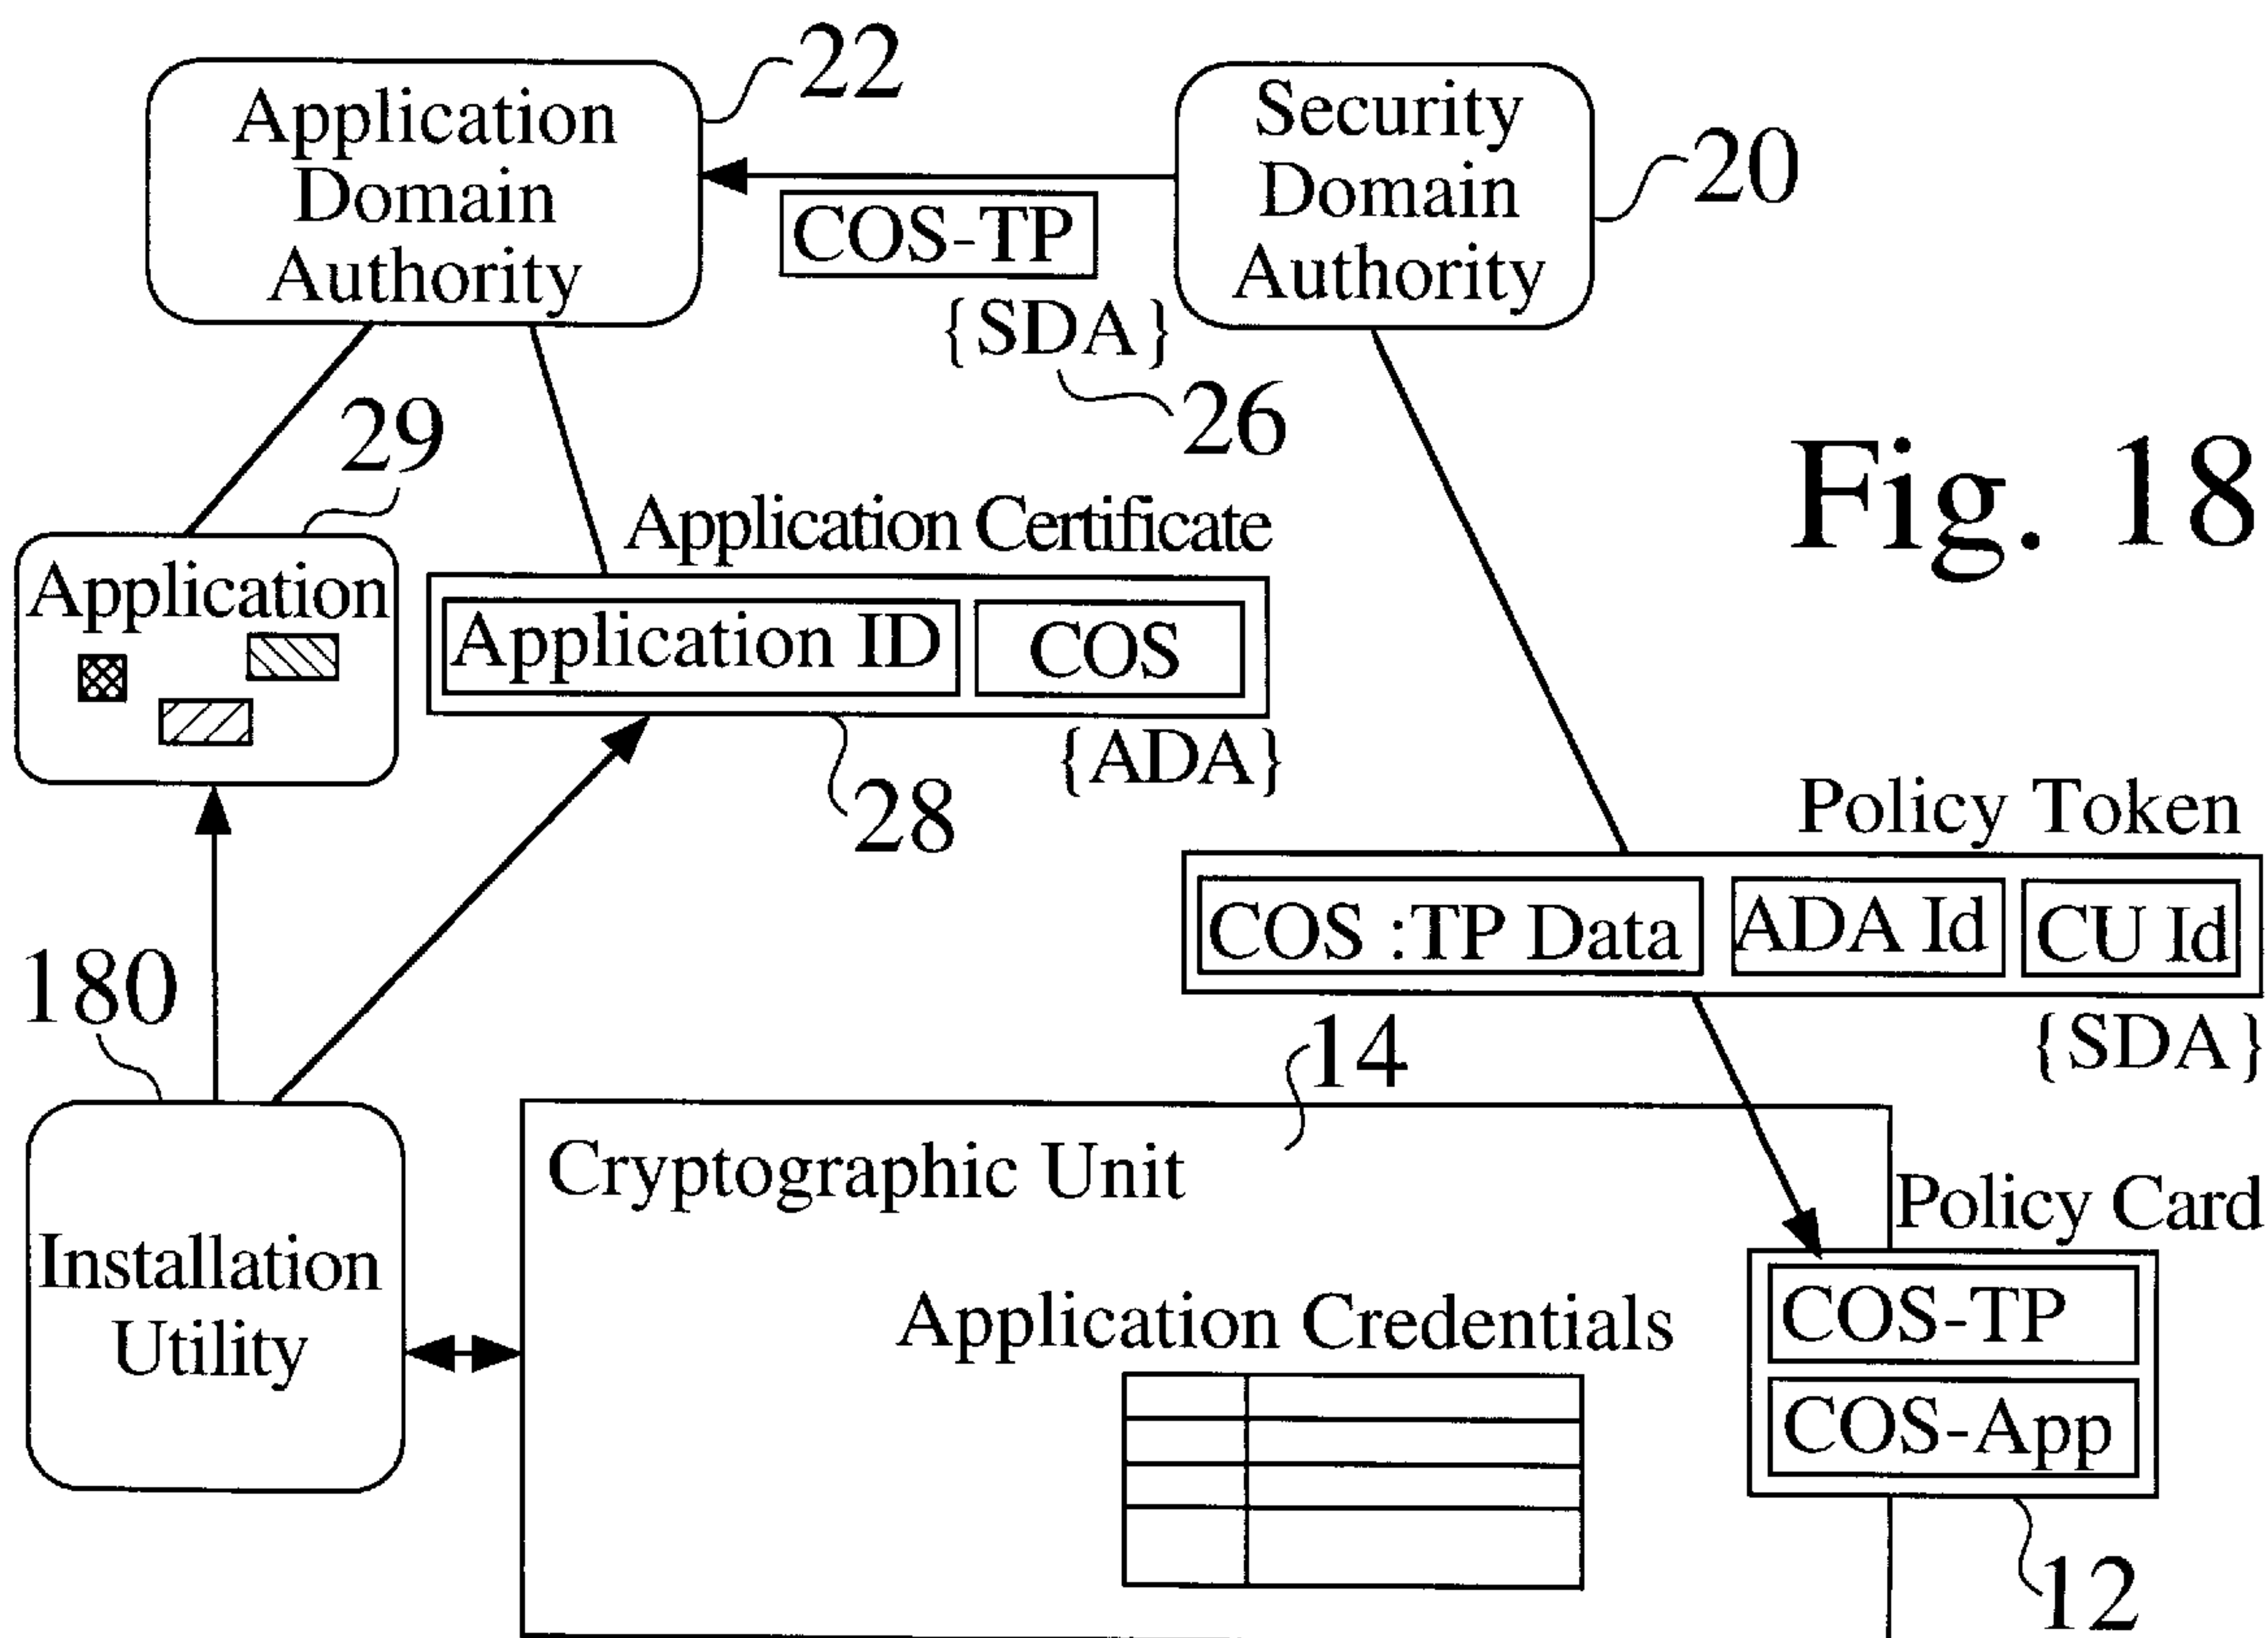 22
Application
Domain
Authority
Security
Domain
Authority
20
COS-TP
{SDA}
26
29
Fig. 18
Application
Application Certificate
Application ID
COS
{ADA}
28
Policy Token
COS :TP Data
ADA Id
CU Id
{SDA}
180
14
Installation
Utility
Cryptographic Unit
Policy Card
Application Credentials
COS-TP
COS-App
12